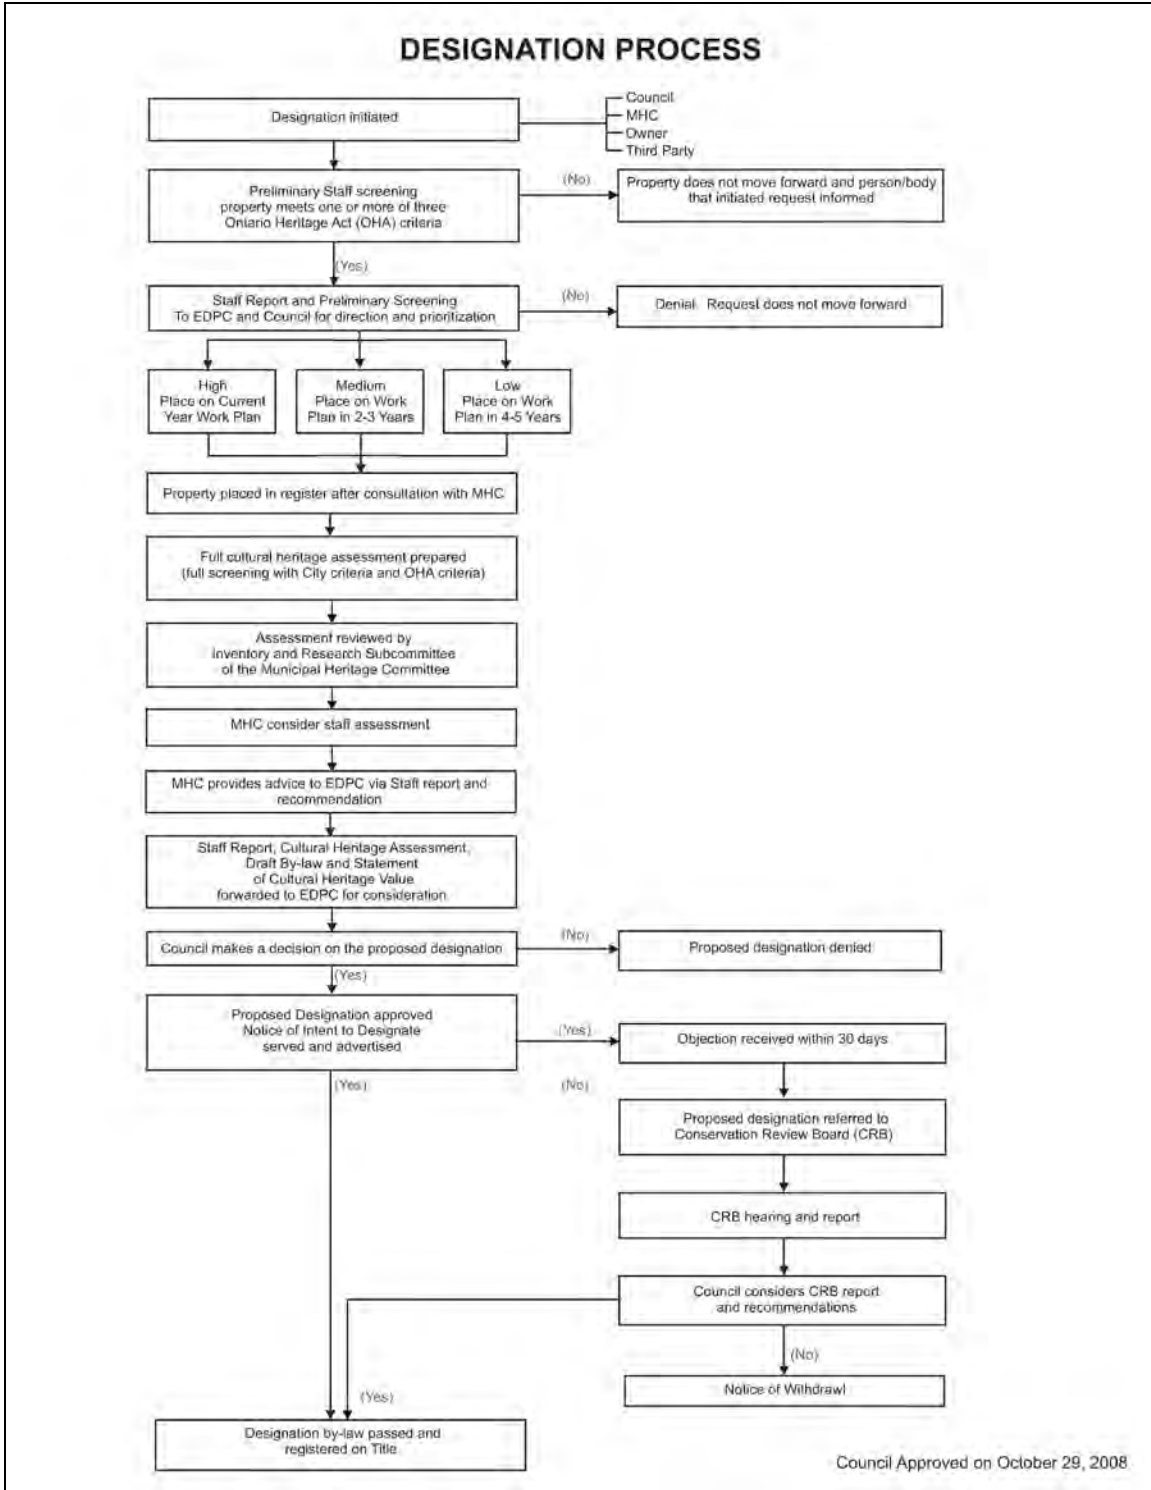 DESIGNATION PROCESS
Designation initiated
Council
MHC
Owner
Third Party
Preliminary Staff screening
property meets one or more of three
Ontario Heritage Act (OHA) criteria
(No)
Property does not move forward and person/body
that initiated request informed
(Yes)
Staff Report and Preliminary Screening
To EDPC and Council for direction and prioritization
(No)
Denial. Request does not move forward
High
Place on Current
Year Work Plan
Medium
Place on Work
Plan in 2-3 Years
Low
Place on Work
Plan in 4-5 Years
Property placed in register after consultation with MHC
Full cultural heritage assessment prepared
(full screening with City criteria and OHA criteria)
Assessment reviewed by
Inventory and Research Subcommittee
of the Municipal Heritage Committee
MHC consider staff assessment
MHC provides advice to EDPC via Staff report and
recommendation
Staff Report, Cultural Heritage Assessment,
Draft By-law and Statement
of Cultural Heritage Value
forwarded to EDPC for consideration
Council makes a decision on the proposed designation
(No)
Proposed designation denied
(Yes)
Proposed Designation approved
Notice of Intent to Designate
served and advertised
(Yes)
Objection received within 30 days
(Yes)
(No)
Proposed designation referred to
Conservation Review Board (CRB)
CRB hearing and report
Council considers CRB report
and recommendations
(No)
Notice of Withdrawl
(Yes)
Designation by-law passed and
registered on Title
Council Approved on October 29, 2008